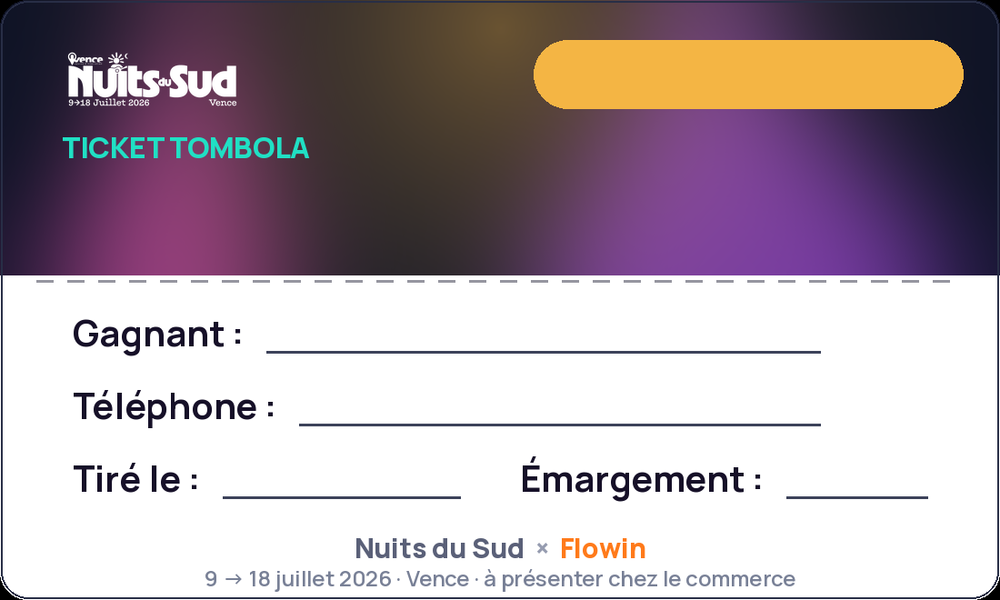 Vence
Nuits du Sud
9→18 Juillet 2026 Vence
TICKET TOMBOLA
Gagnant :
Téléphone :
Tiré le : Émargement :
Nuits du Sud × Flowin
9 → 18 juillet 2026 · Vence · à présenter chez le commerce